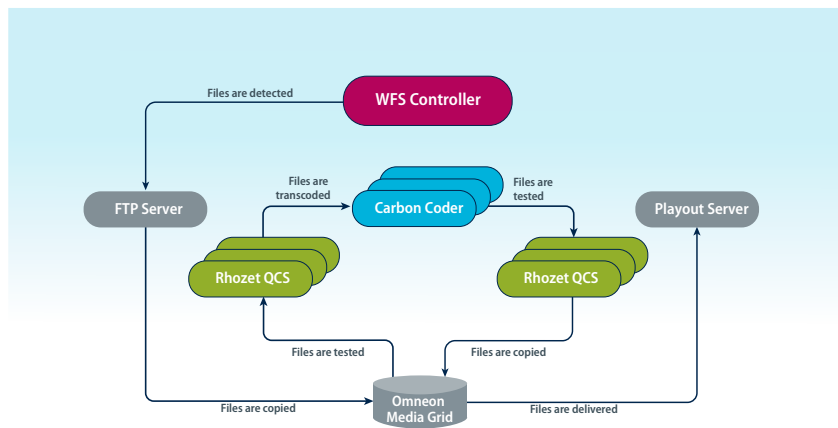 Files are detected
WFS Controller
Files are
transcoded
Files are
tested
FTP Server
Carbon Coder
Playout Server
Rhozet QCS
Rhozet QCS
Files are tested
Files are copied
Omneon
Media Grid
Files are copied
Files are delivered